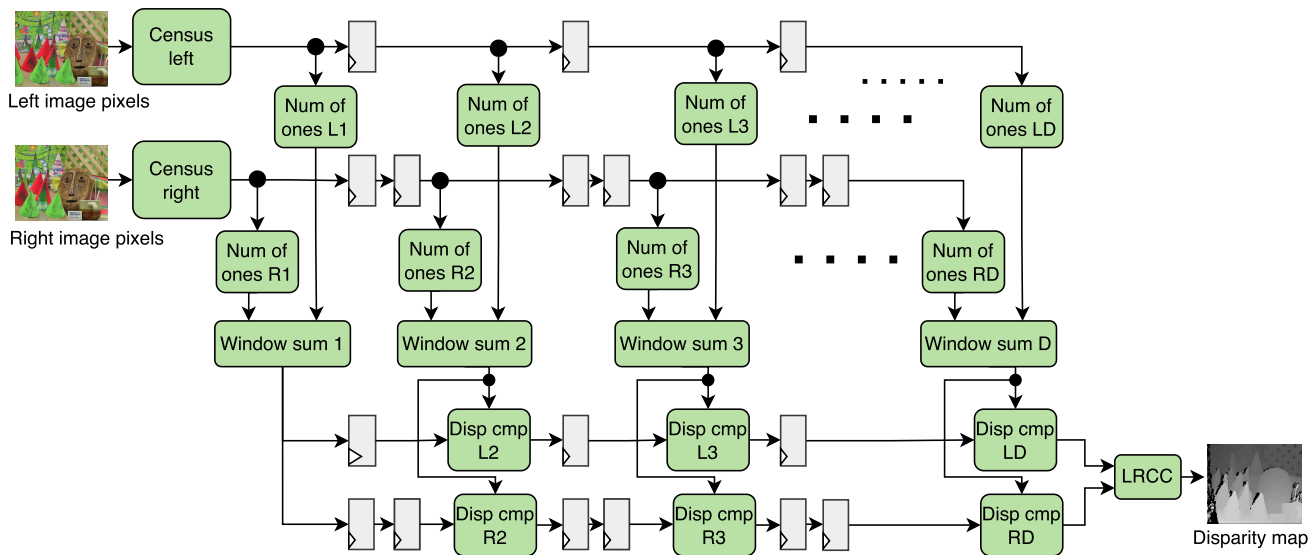 Census
left
Left image pixels
Num of
ones L1
Num of
ones L2
Num of
ones L3
Num of
ones LD
Census
right
Right image pixels
Num of
ones R1
Num of
ones R2
Num of
ones R3
Num of
ones RD
Window sum 1
Window sum 2
Window sum 3
Window sum D
Disp cmp
L2
Disp cmp
L3
Disp cmp
LD
LRCC
Disp cmp
R2
Disp cmp
R3
Disp cmp
RD
Disparity map